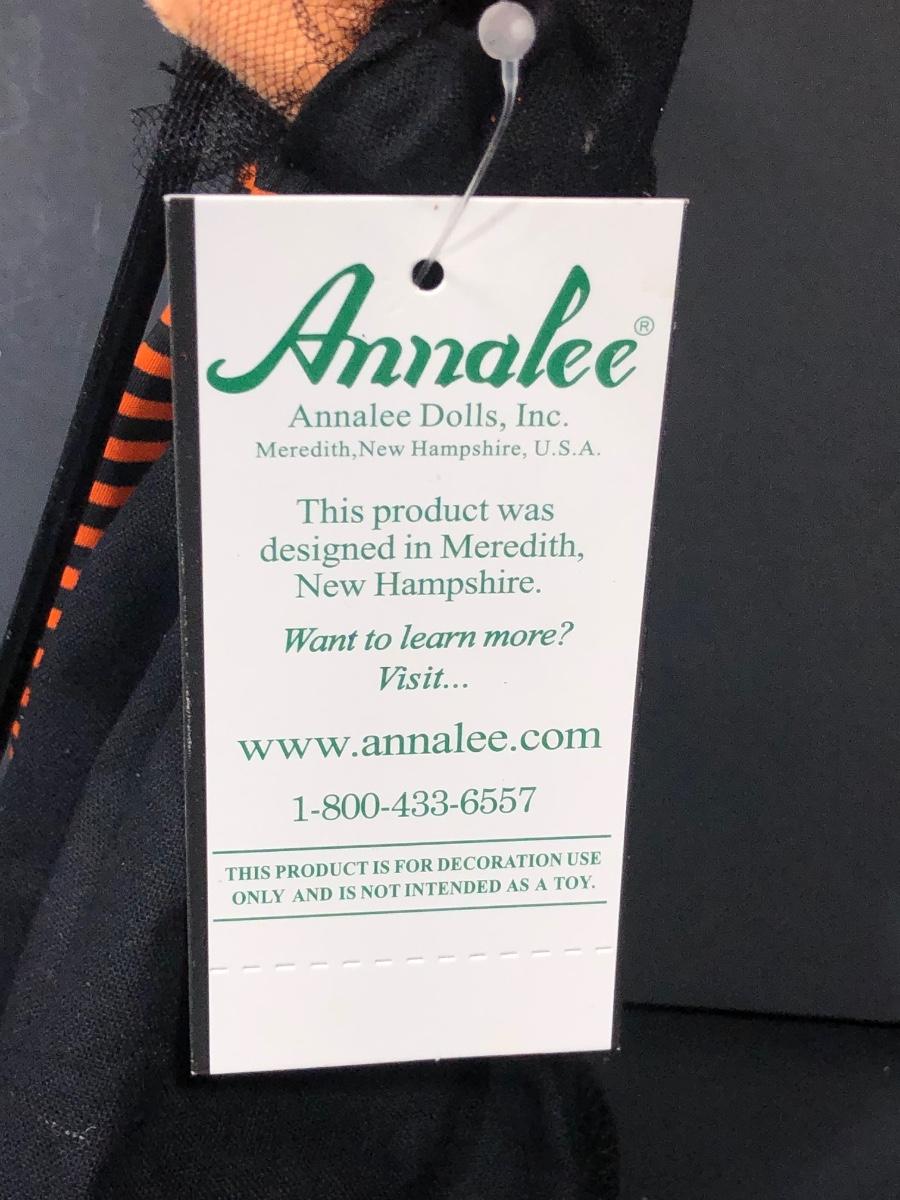 Annalee®
Annalee Dolls, Inc.
Meredith,New Hampshire, U.S.A.
This product was
designed in Meredith,
New Hampshire.
Want to learn more?
Visit...
www.annalee.com
1-800-433-6557
THIS PRODUCT IS FOR DECORATION USE
ONLY AND IS NOT INTENDED AS A TOY.